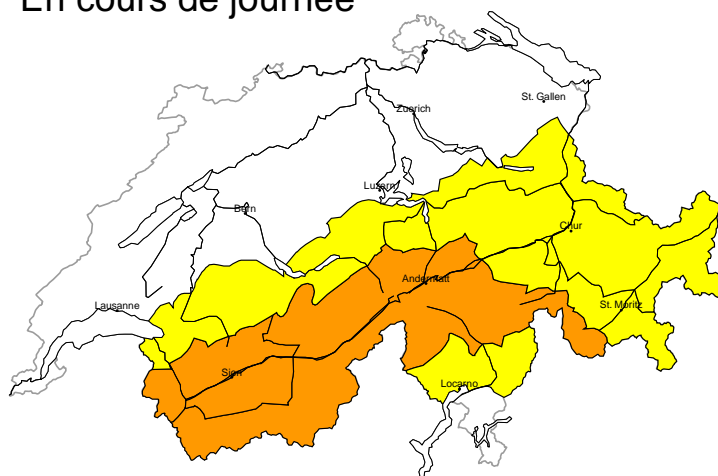 En cours de journée
St. Gallen
Zuerich
Luzern
Bern
Chur
Andermatt
Lausanne
St. Moritz
Sion
Locarno